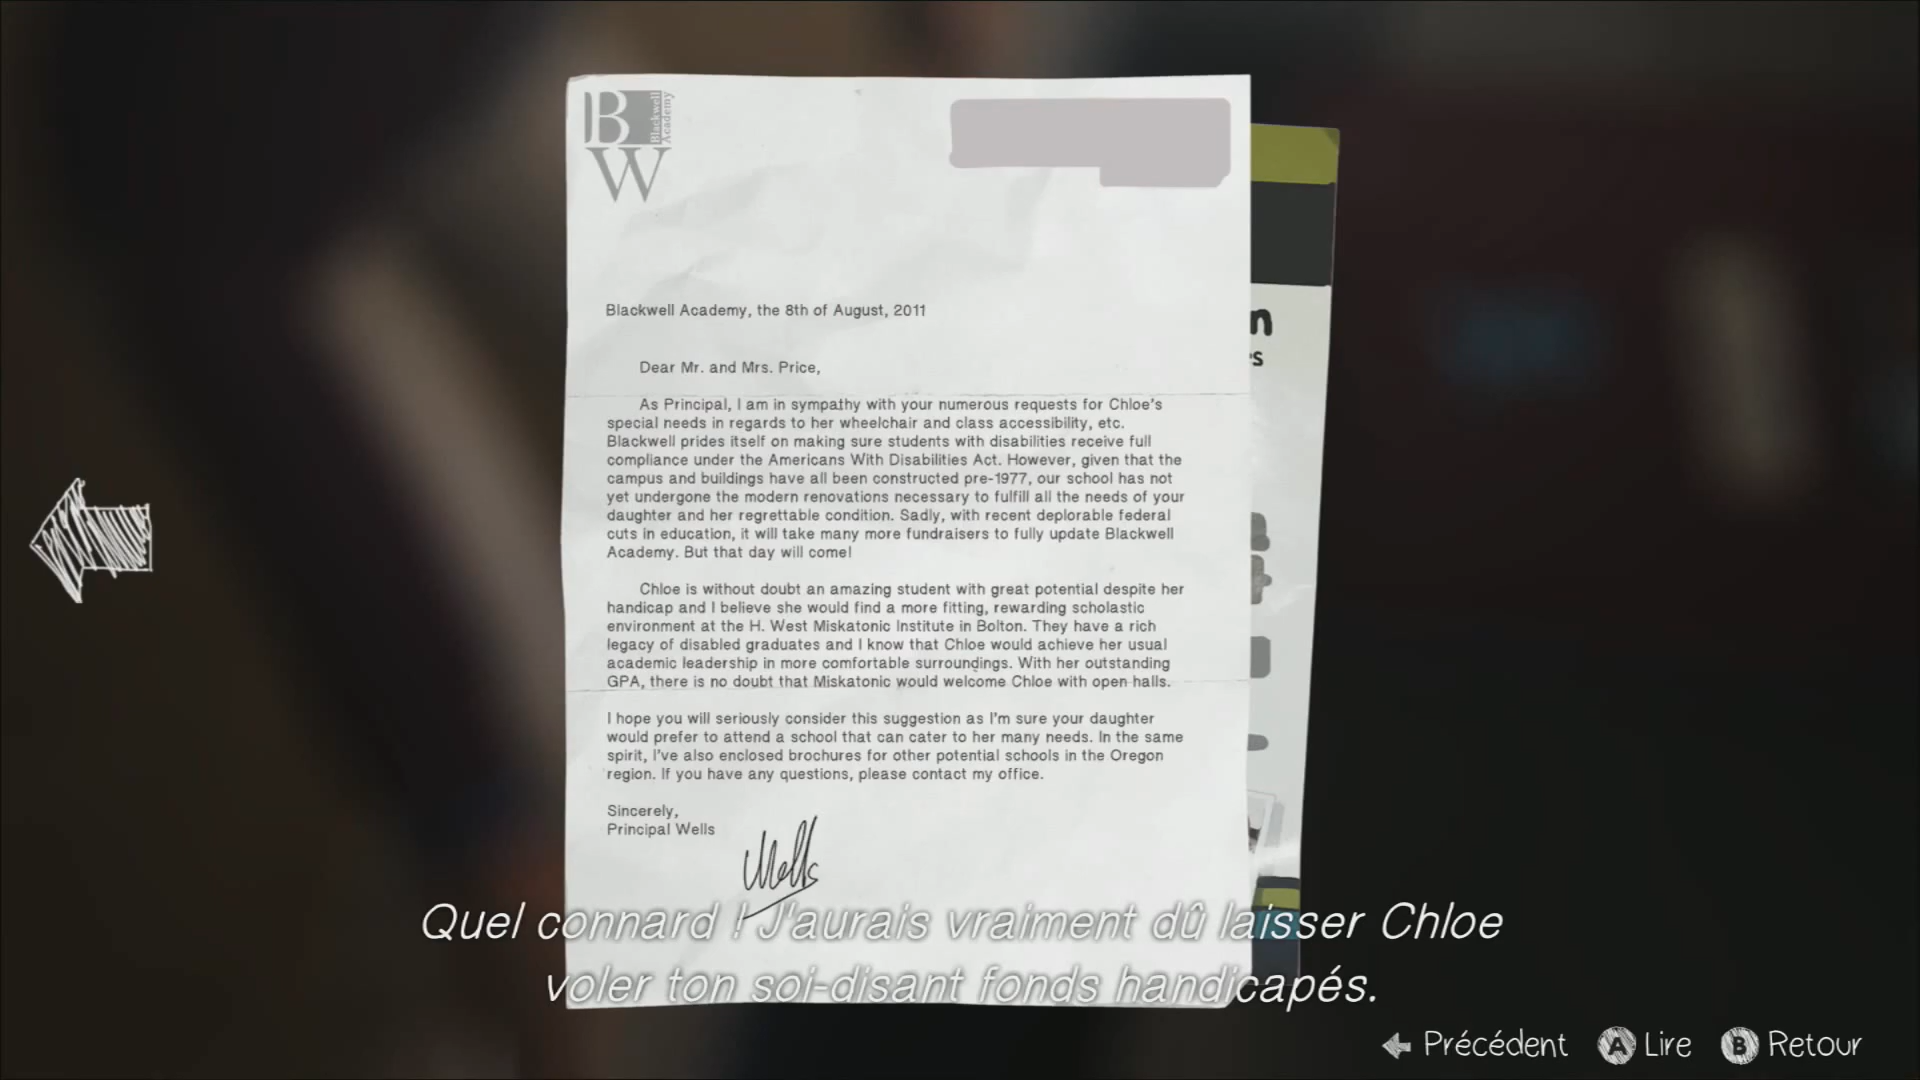 BW
Blackwell Academy
Blackwell Academy, the 8th of August, 2011
Dear Mr. and Mrs. Price,
As Principal, I am in sympathy with your numerous requests for Chloe's
special needs in regards to her wheelchair and class accessibility, etc.
Blackwell prides itself on making sure students with disabilities receive full
compliance under the Americans With Disabilities Act. However, given that the
campus and buildings have all been constructed pre-1977, our school has not
yet undergone the modern renovations necessary to fulfill all the needs of your
daughter and her regrettable condition. Sadly, with recent deplorable federal
cuts in education, it will take many more fundraisers to fully update Blackwell
Academy. But that day will come!
Chloe is without doubt an amazing student with great potential despite her
handicap and I believe she would find a more fitting, rewarding scholastic
environment at the H. West Miskatonic Institute in Bolton. They have a rich
legacy of disabled graduates and I know that Chloe would achieve her usual
academic leadership in more comfortable surroundings. With her outstanding
GPA, there is no doubt that Miskatonic would welcome Chloe with open halls.
I hope you will seriously consider this suggestion as I'm sure your daughter
would prefer to attend a school that can cater to her many needs. In the same
spirit, I've also enclosed brochures for other potential schools in the Oregon
region. If you have any questions, please contact my office.
Sincerely,
Principal Wells
Wells
n
es
Quel connard ! J'aurais vraiment dû laisser Chloe
voler ton soi-disant fonds handicapés.
Précédent A Lire B Retour